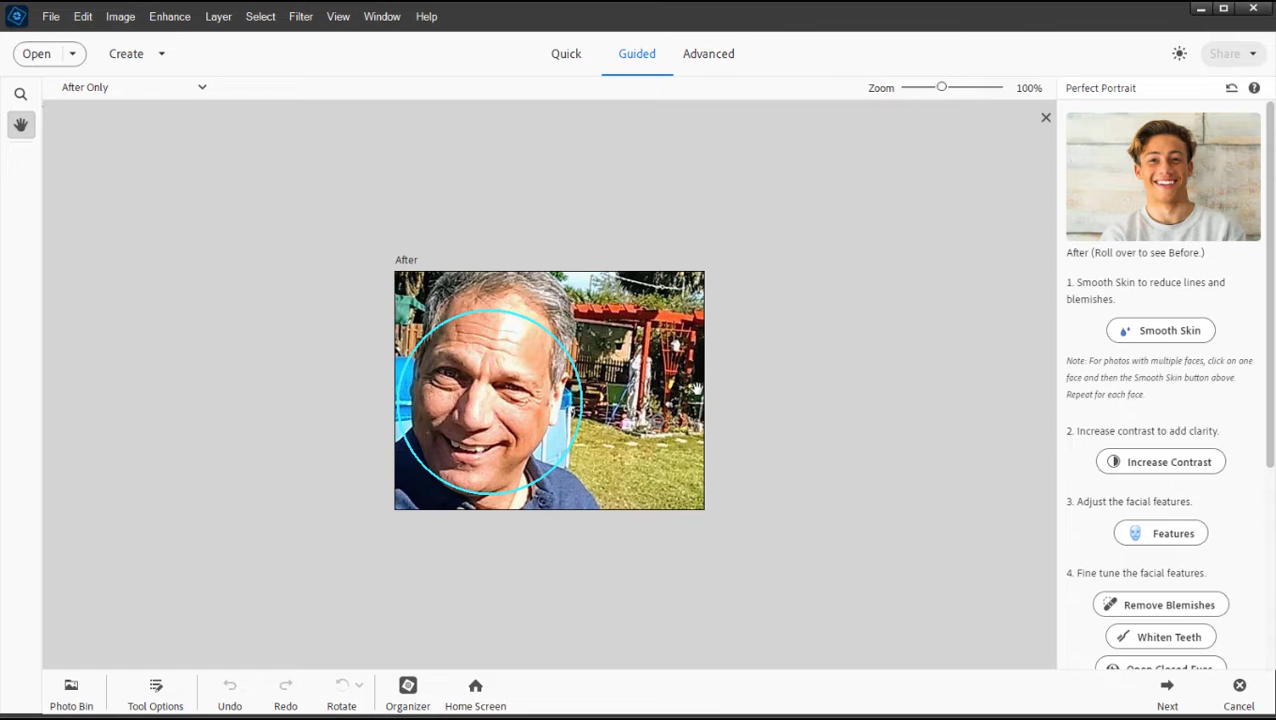 File Edit Image Enhance Layer Select Filter View Window Help
Open Create Quick Guided Advanced Share
After Only Zoom 100% Perfect Portrait
After
After (Roll over to see Before.)
1. Smooth Skin to reduce lines and
blemishes.
Smooth Skin
Note: For photos with multiple faces, click on one
face and then the Smooth Skin button above.
Repeat for each face.
2. Increase contrast to add clarity.
Increase Contrast
3. Adjust the facial features.
Features
4. Fine tune the facial features.
Remove Blemishes
Whiten Teeth
Open Closed Eyes
Photo Bin Tool Options Undo Redo Rotate Organizer Home Screen Next Cancel